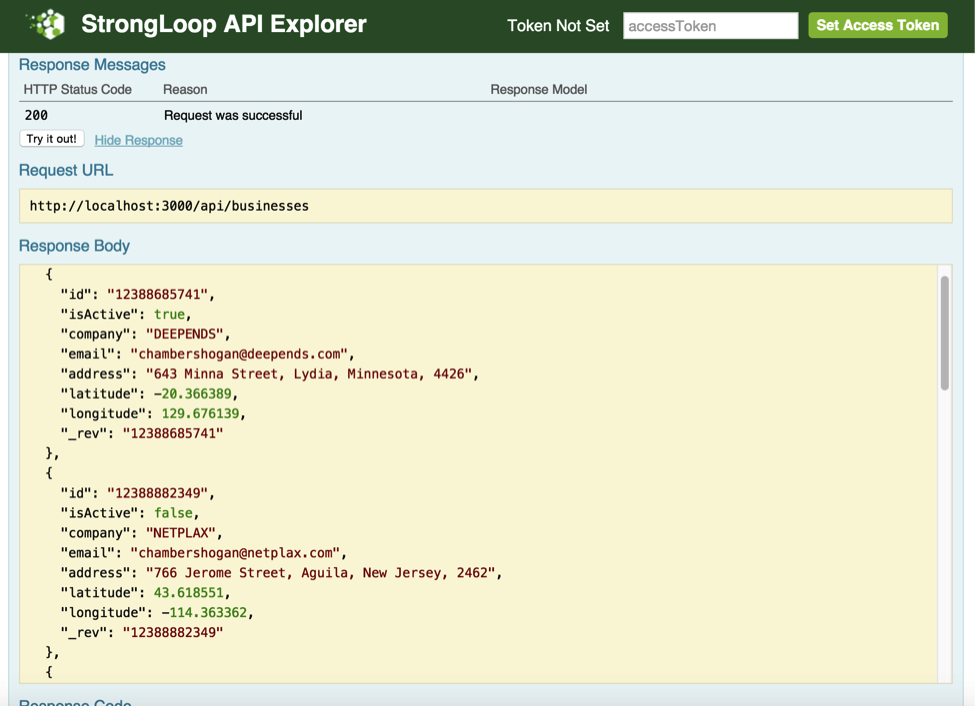 StrongLoop API Explorer
Token Not Set
accessToken
Set Access Token
Response Messages
HTTP Status Code Reason Response Model
200 Request was successful
Try it out! Hide Response
Request URL
http://localhost:3000/api/businesses
Response Body
{
"id": "12388685741",
"isActive": true,
"company": "DEEPENDS",
"email": "chambershogan@deepends.com",
"address": "643 Minna Street, Lydia, Minnesota, 4426",
"latitude": -20.366389,
"longitude": 129.676139,
"_rev": "12388685741"
},
{
"id": "12388882349",
"isActive": false,
"company": "NETPLAX",
"email": "chambershogan@netplax.com",
"address": "766 Jerome Street, Aguila, New Jersey, 2462",
"latitude": 43.618551,
"longitude": -114.363362,
"_rev": "12388882349"
},
{
Response Code